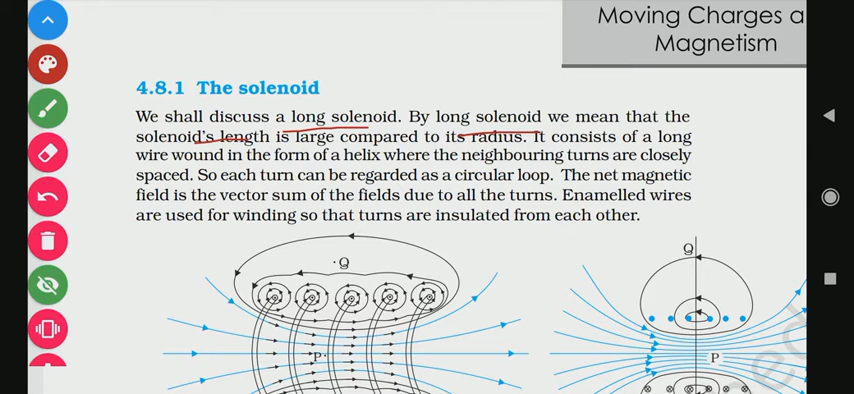 Moving Charges a
Magnetism
4.8.1 The solenoid
We shall discuss a long solenoid. By long solenoid we mean that the
solenoid's length is large compared to its radius. It consists of a long
wire wound in the form of a helix where the neighbouring turns are closely
spaced. So each turn can be regarded as a circular loop. The net magnetic
field is the vector sum of the fields due to all the turns. Enamelled wires
are used for winding so that turns are insulated from each other.
Q
Q
P
P